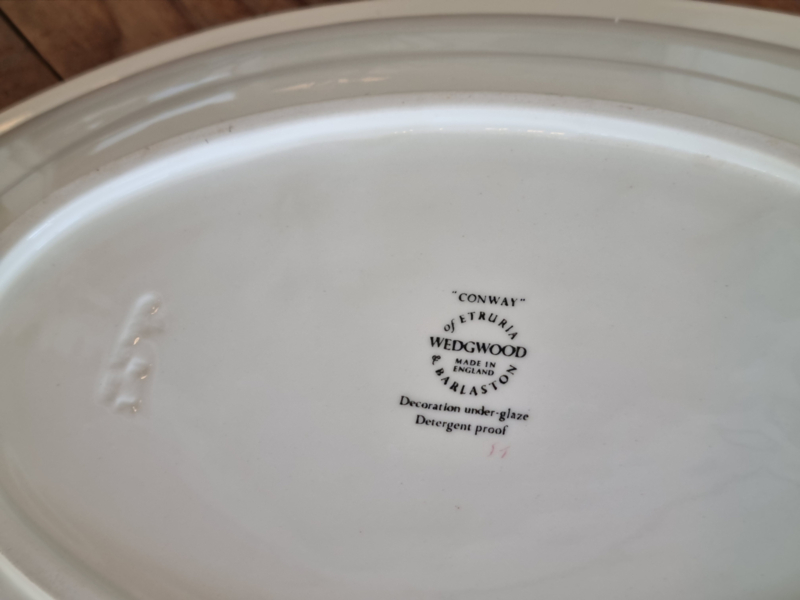 "CONWAY"
of ETRURIA
WEDGWOOD
MADE IN
ENGLAND
& BARLASTON
Decoration under-glaze
Detergent proof